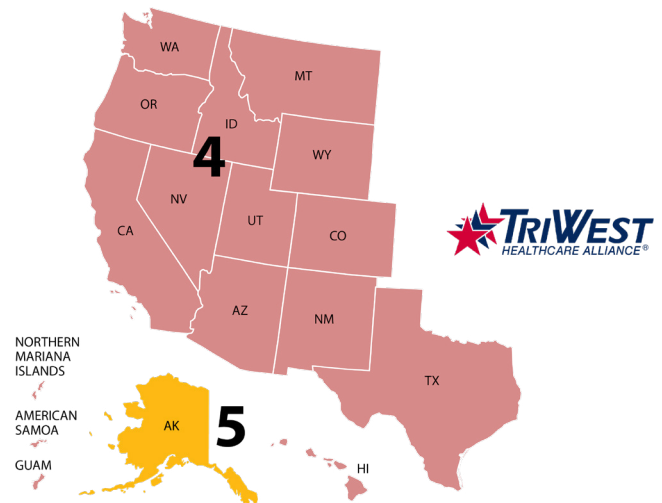 WA
MT
OR
ID
4
WY
NV
UT
CA
CO
TRIWEST
HEALTHCARE ALLIANCE®
AZ
NM
NORTHERN
MARIANA
ISLANDS
TX
AMERICAN
SAMOA
AK
5
GUAM
HI